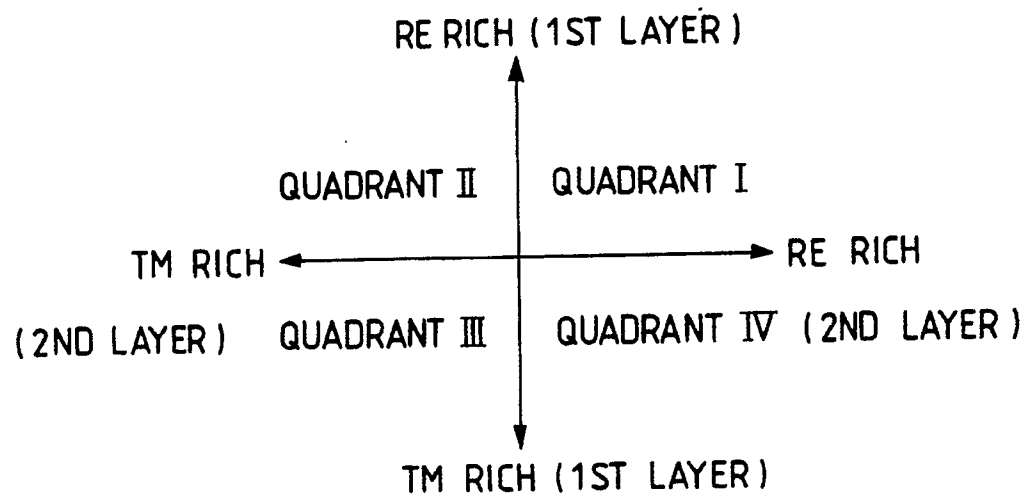 RE RICH (1ST LAYER)
QUADRANT II QUADRANT I
TM RICH RE RICH
(2ND LAYER) QUADRANT III QUADRANT IV (2ND LAYER)
TM RICH (1ST LAYER)